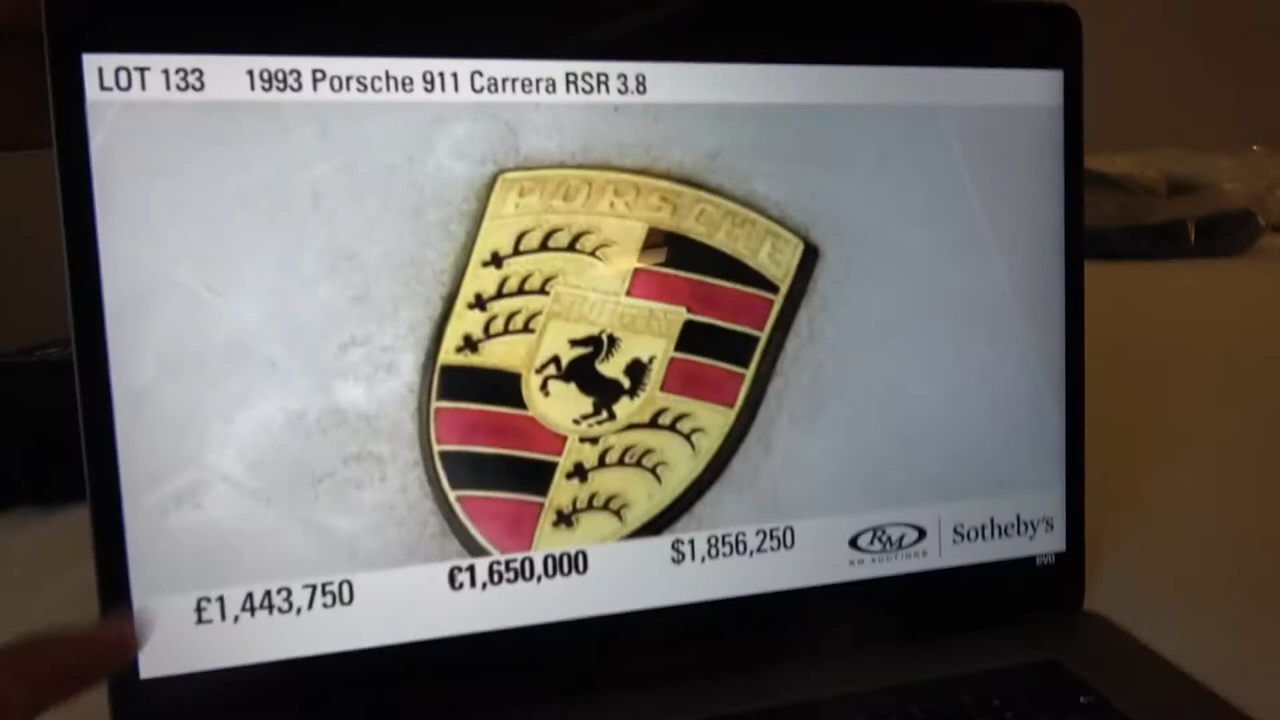 LOT 133 1993 Porsche 911 Carrera RSR 3.8
PORSCHE
£1,443,750 €1,650,000 $1,856,250
RM AUCTIONS Sotheby's